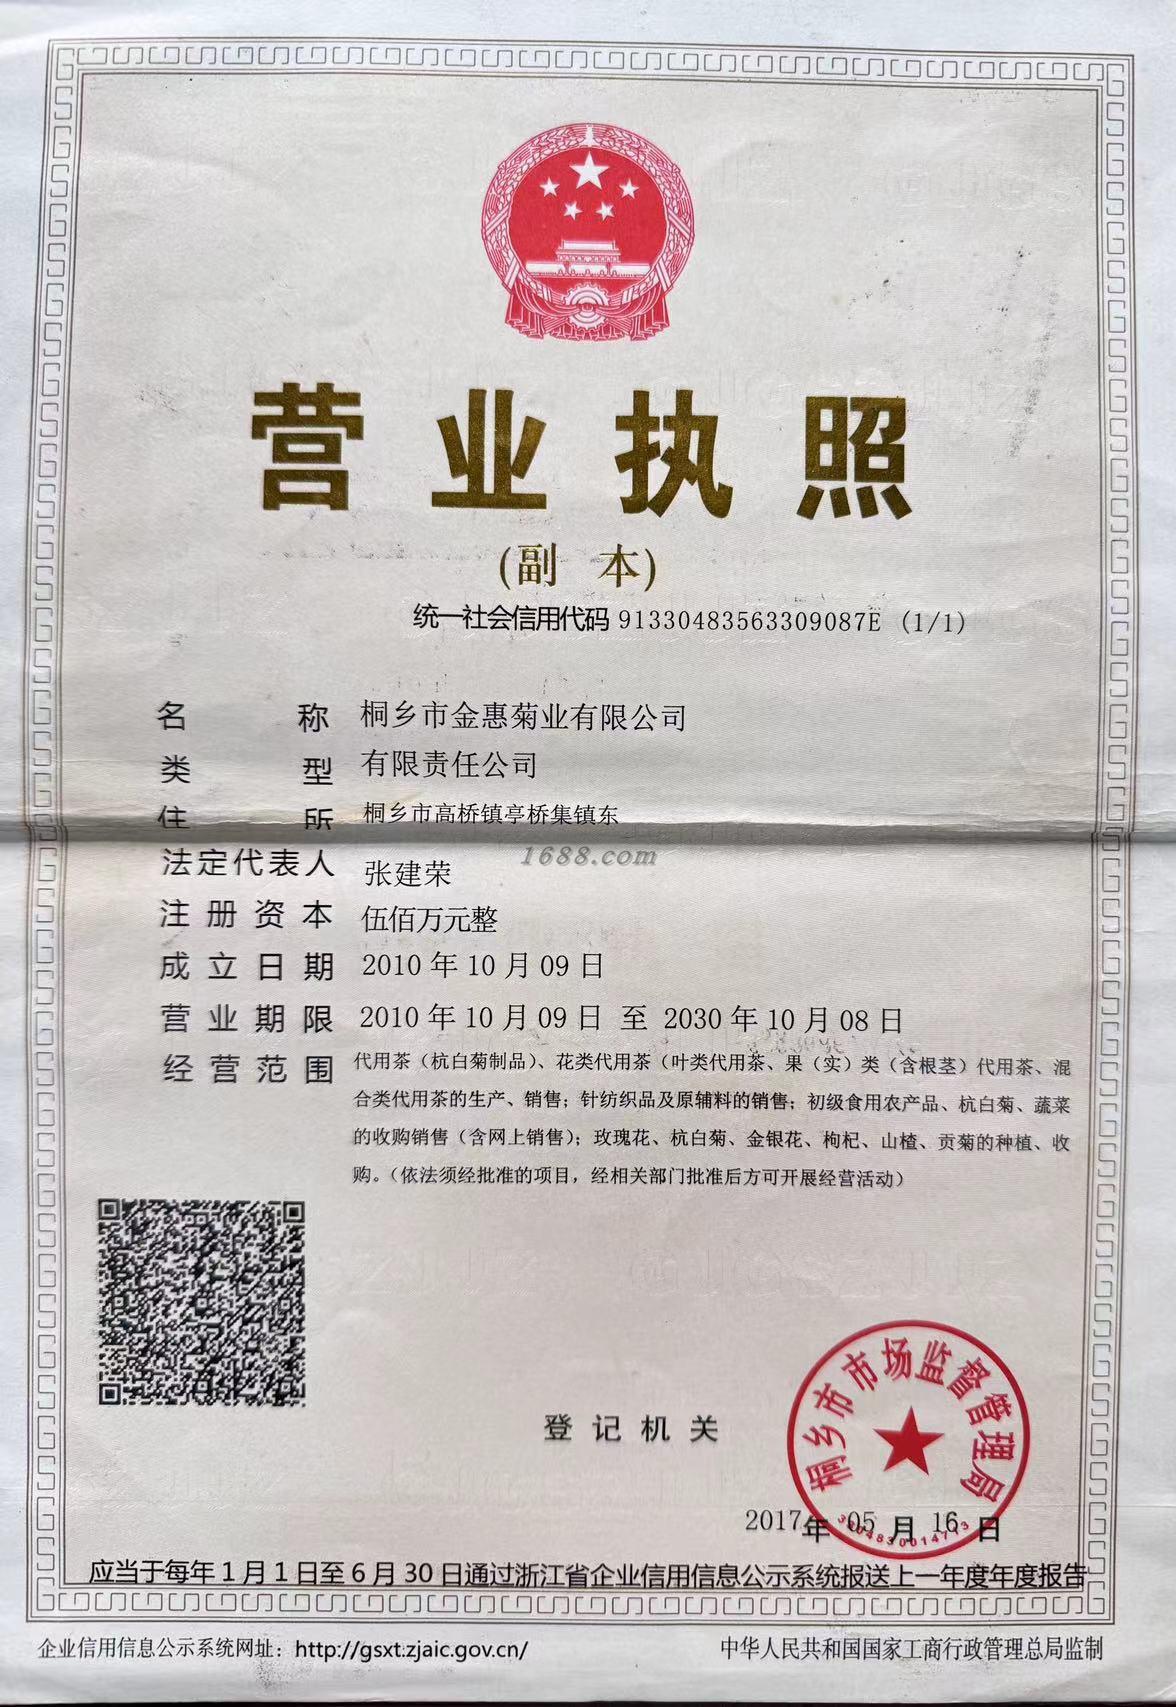 营业执照
(副 本)
统一社会信用代码 91330483563309087E (1/1)
名 称 桐乡市金惠菊业有限公司
类 型 有限责任公司
住 所 桐乡市高桥镇亭桥集镇东
1688.com
法定代表人 张建荣
注册资本 伍佰万元整
成立日期 2010年10月09日
营业期限 2010年10月09日 至 2030年10月08日
经营范围 代用茶（杭白菊制品）、花类代用茶（叶类代用茶、果（实）类（含根茎）代用茶、混
合类代用茶的生产、销售；针纺织品及原辅料的销售；初级食用农产品、杭白菊、蔬菜
的收购销售（含网上销售）；玫瑰花、杭白菊、金银花、枸杞、山楂、贡菊的种植、收
购。（依法须经批准的项目，经相关部门批准后方可开展经营活动）
桐乡市市场监督管理局
登记机关
3304830014713
2017年05月16日
应当于每年1月1日至6月30日通过浙江省企业信用信息公示系统报送上一年度年度报告
企业信用信息公示系统网址：http://gsxt.zjaic.gov.cn/
中华人民共和国国家工商行政管理总局监制